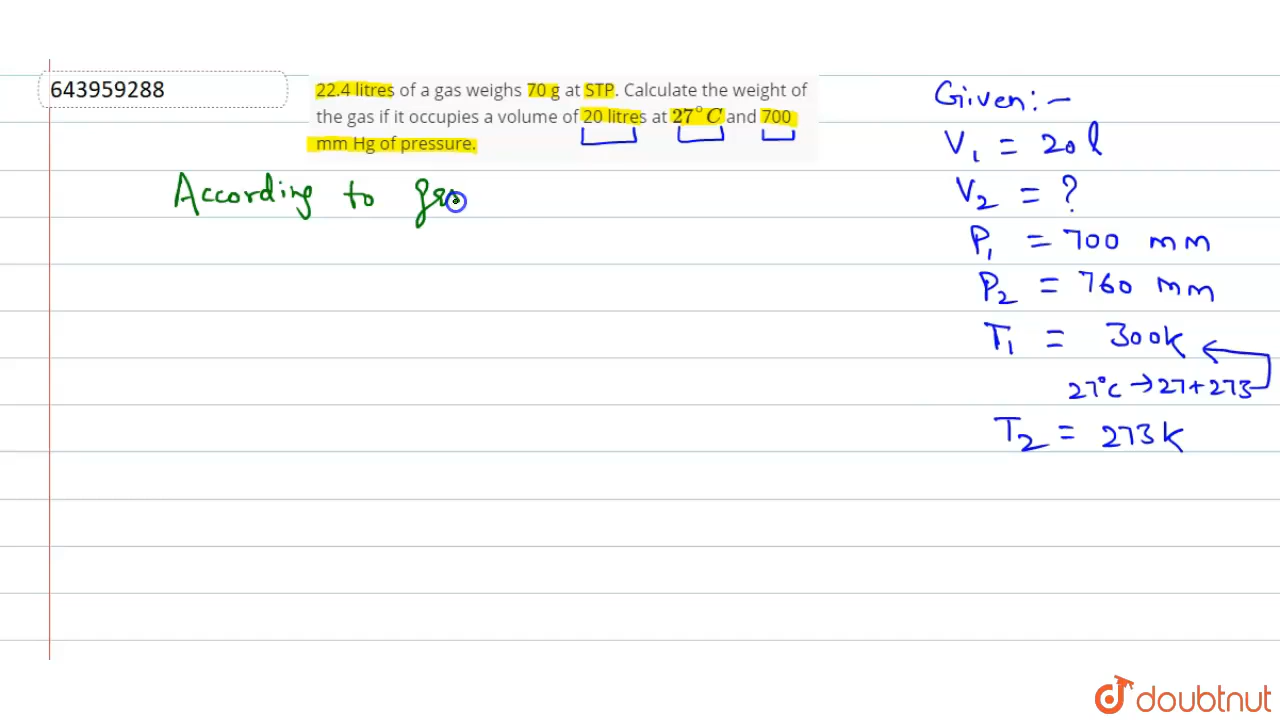 643959288
22.4 litres of a gas weighs 70 g at STP. Calculate the weight of
the gas if it occupies a volume of 20 litres at 27°C and 700
mm Hg of pressure.
According to
Given:-
V₁ = 20 l
V₂ = ?
P₁ = 700 mm
P₂ = 760 mm
T₁ = 300K
27°C → 27+273
T₂ = 273K
doubtnut